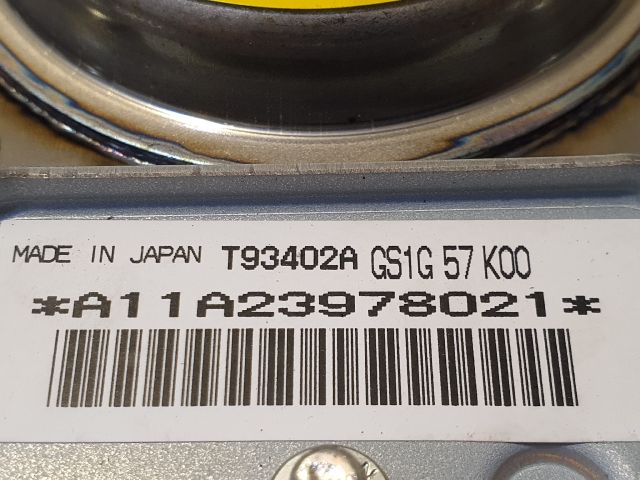 MADE IN JAPAN T93402A GS1G 57 K00
*A11A23978021*